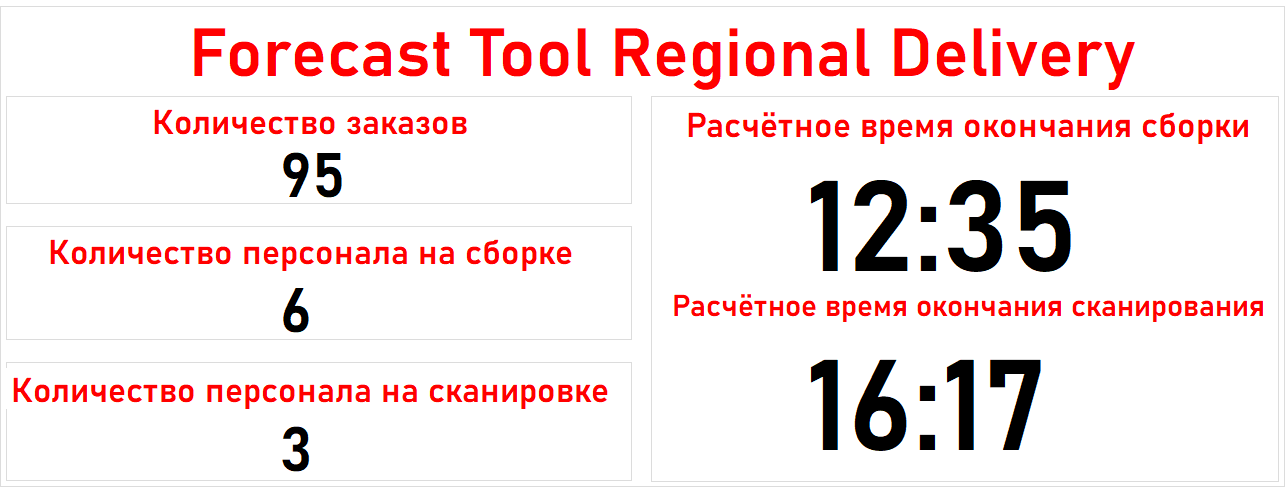 Forecast Tool Regional Delivery
Количество заказов
95
Количество персонала на сборке
6
Количество персонала на сканировке
3
Расчётное время окончания сборки
12:35
Расчётное время окончания сканирования
16:17